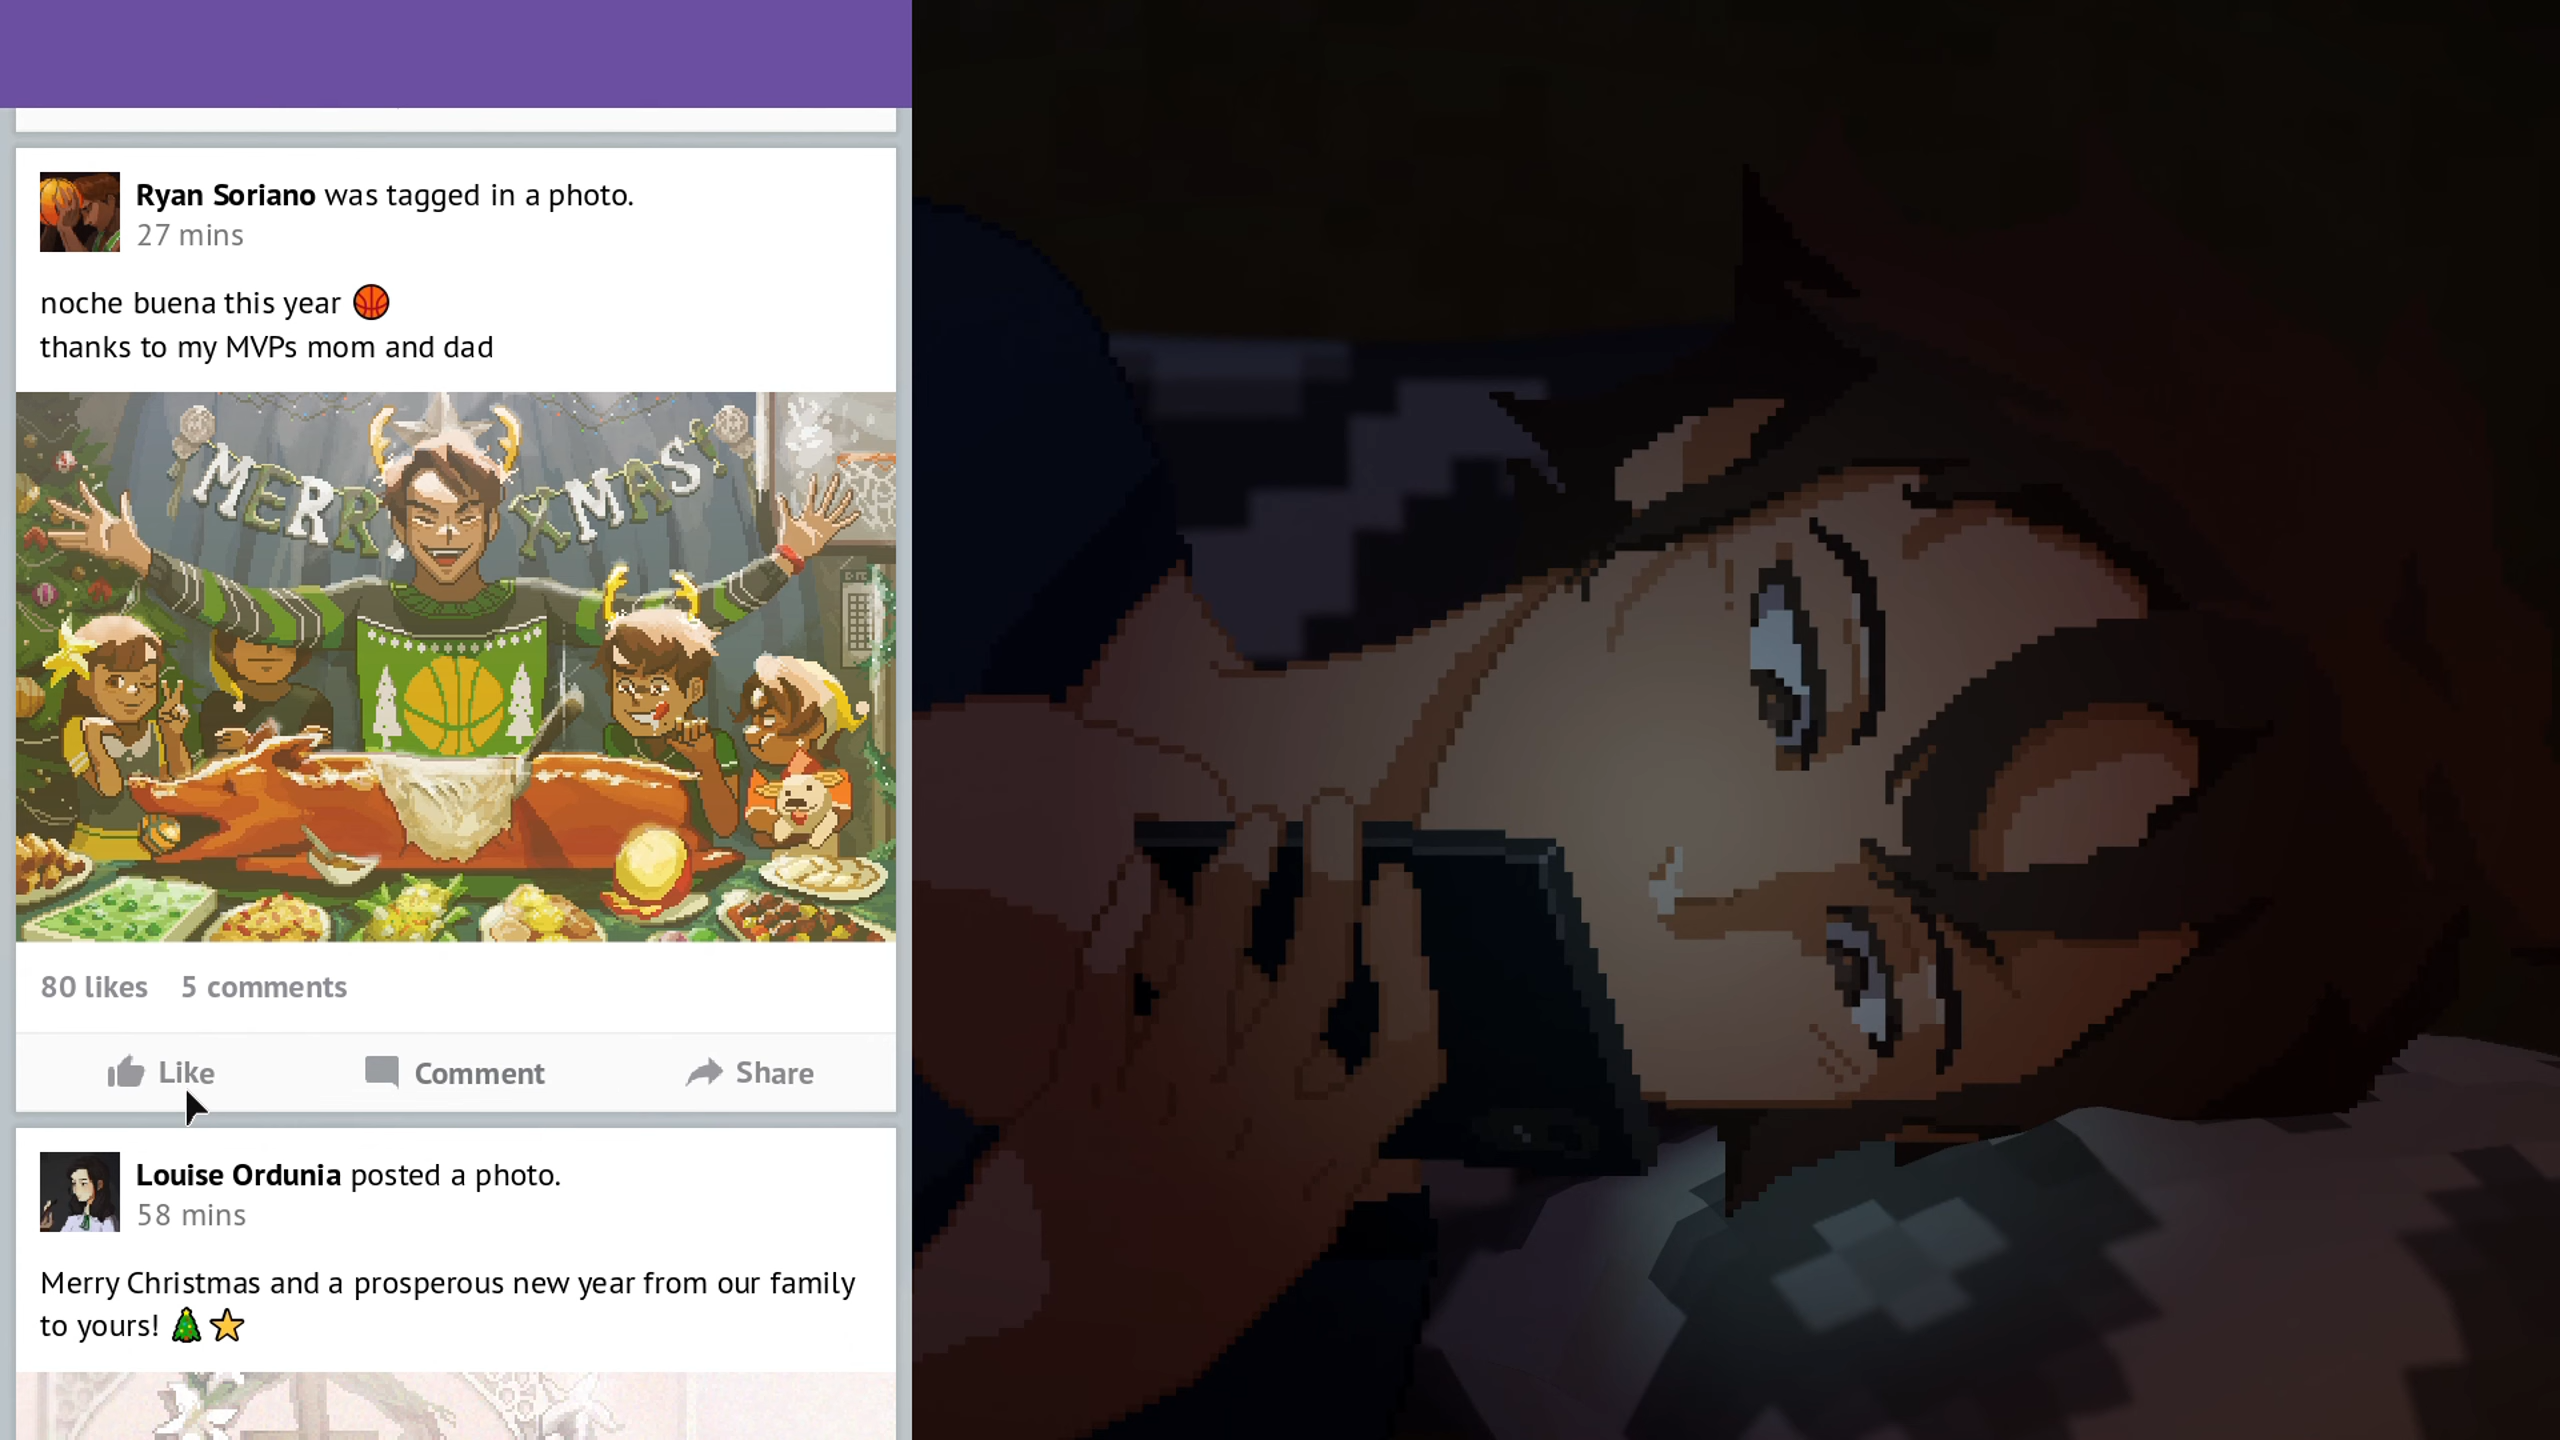 Ryan Soriano was tagged in a photo.
27 mins
noche buena this year
thanks to my MVPs mom and dad
MERRY XMAS
80 likes 5 comments
Like Comment Share
Louise Ordunia posted a photo.
58 mins
Merry Christmas and a prosperous new year from our family
to yours!